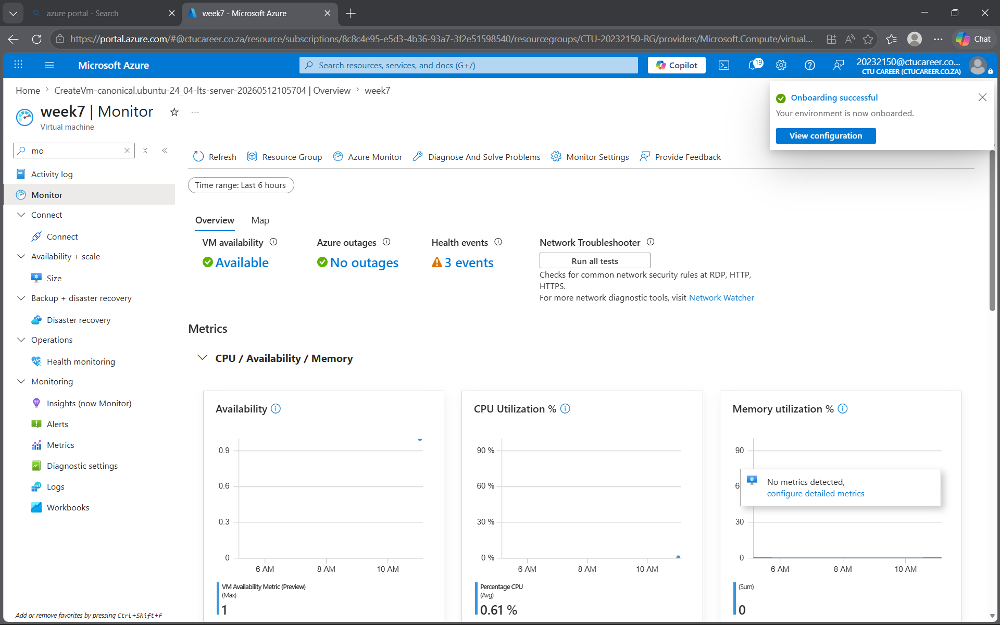 azure portal - Search
week7 - Microsoft Azure
https://portal.azure.com/#@ctucareer.co.za/resource/subscriptions/8c8c4e95-e5d3-4b36-93a7-3f2e51598540/resourcegroups/CTU-20232150-RG/providers/Microsoft.Compute/virtual...
Chat
Microsoft Azure
Search resources, services, and docs (G+/)
Copilot
19
20232150@ctucareer.co...
CTU CAREER (CTUCAREER.CO.ZA)
Home > CreateVm-canonical.ubuntu-24_04-lts-server-20260512105704 | Overview > week7
week7 | Monitor
Virtual machine
Onboarding successful
Your environment is now onboarded.
View configuration
mo
Activity log
Monitor
Connect
Connect
Availability + scale
Size
Backup + disaster recovery
Disaster recovery
Operations
Health monitoring
Monitoring
Insights (now Monitor)
Alerts
Metrics
Diagnostic settings
Logs
Workbooks
Add or remove favorites by pressing Ctrl+Shift+F
Refresh
Resource Group
Azure Monitor
Diagnose And Solve Problems
Monitor Settings
Provide Feedback
Time range: Last 6 hours
Overview
Map
VM availability
Available
Azure outages
No outages
Health events
3 events
Network Troubleshooter
Run all tests
Checks for common network security rules at RDP, HTTP,
HTTPS.
For more network diagnostic tools, visit Network Watcher
Metrics
CPU / Availability / Memory
Availability
0.9
0.6
0.3
0
6 AM
8 AM
10 AM
VM Availability Metric (Preview)
(Max)
1
CPU Utilization %
90 %
60 %
30 %
0 %
6 AM
8 AM
10 AM
Percentage CPU
(Avg)
0.61 %
Memory utilization %
90
6
No metrics detected,
configure detailed metrics
30
0
6 AM
8 AM
10 AM
(Sum)
0